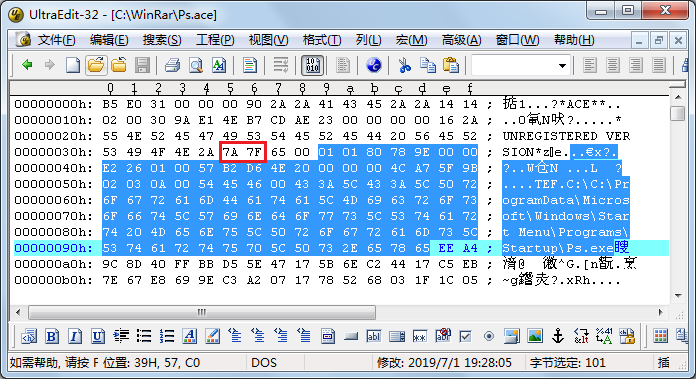 UltraEdit-32 - [C:\WinRar\Ps.ace]
文件(F) 编辑(E) 搜索(S) 工程(P) 视图(V) 格式(T) 列(L) 宏(M) 高级(A) 窗口(W) 帮助(H)
0 1 2 3 4 5 6 7 8 9 a b c d e f
00000000h: B5 E0 31 00 00 00 90 2A 2A 41 43 45 2A 2A 14 14 ; 掂1...?*ACE**..
00000010h: 02 00 30 9A E1 4E B7 CD AE 23 00 00 00 00 16 2A ; ..0氠N吠?.....*
00000020h: 55 4E 52 45 47 49 53 54 45 52 45 44 20 56 45 52 ; UNREGISTERED VER
00000030h: 53 49 4F 4E 2A 7A 7F 65 00 01 01 80 78 9E 00 00 ; SION*z e...€x?.
00000040h: E2 26 01 00 57 B2 D6 4E 20 00 00 00 4C A7 5F 9B ; ?..W仓N ...L
00000050h: 02 03 0A 00 54 45 46 00 43 3A 5C 43 3A 5C 50 72 ; ....TEF.C:\C:\Pr
00000060h: 6F 67 72 61 6D 44 61 74 61 5C 4D 69 63 72 6F 73 ; ogramData\Micros
00000070h: 6F 66 74 5C 57 69 6E 64 6F 77 73 5C 53 74 61 72 ; oft\Windows\Star
00000080h: 74 20 4D 65 6E 75 5C 50 72 6F 67 72 61 6D 73 5C ; t Menu\Programs\
00000090h: 53 74 61 72 74 75 70 5C 50 73 2E 65 78 65 EE A4 ; Startup\Ps.exe睃
000000a0h: 9C 8D 40 FF BB D5 5E 47 17 5B 6E C2 44 17 C5 EB ;
000000b0h: 7E 67 E8 69 9E C3 A2 07 17 78 52 68 03 1F 1C 05 ; ~g鑙灻?.xRh....
如需帮助, 请按 F 位置: 39H, 57, C0 DOS 修改: 2019/7/1 19:28:05 字节选定: 101 插